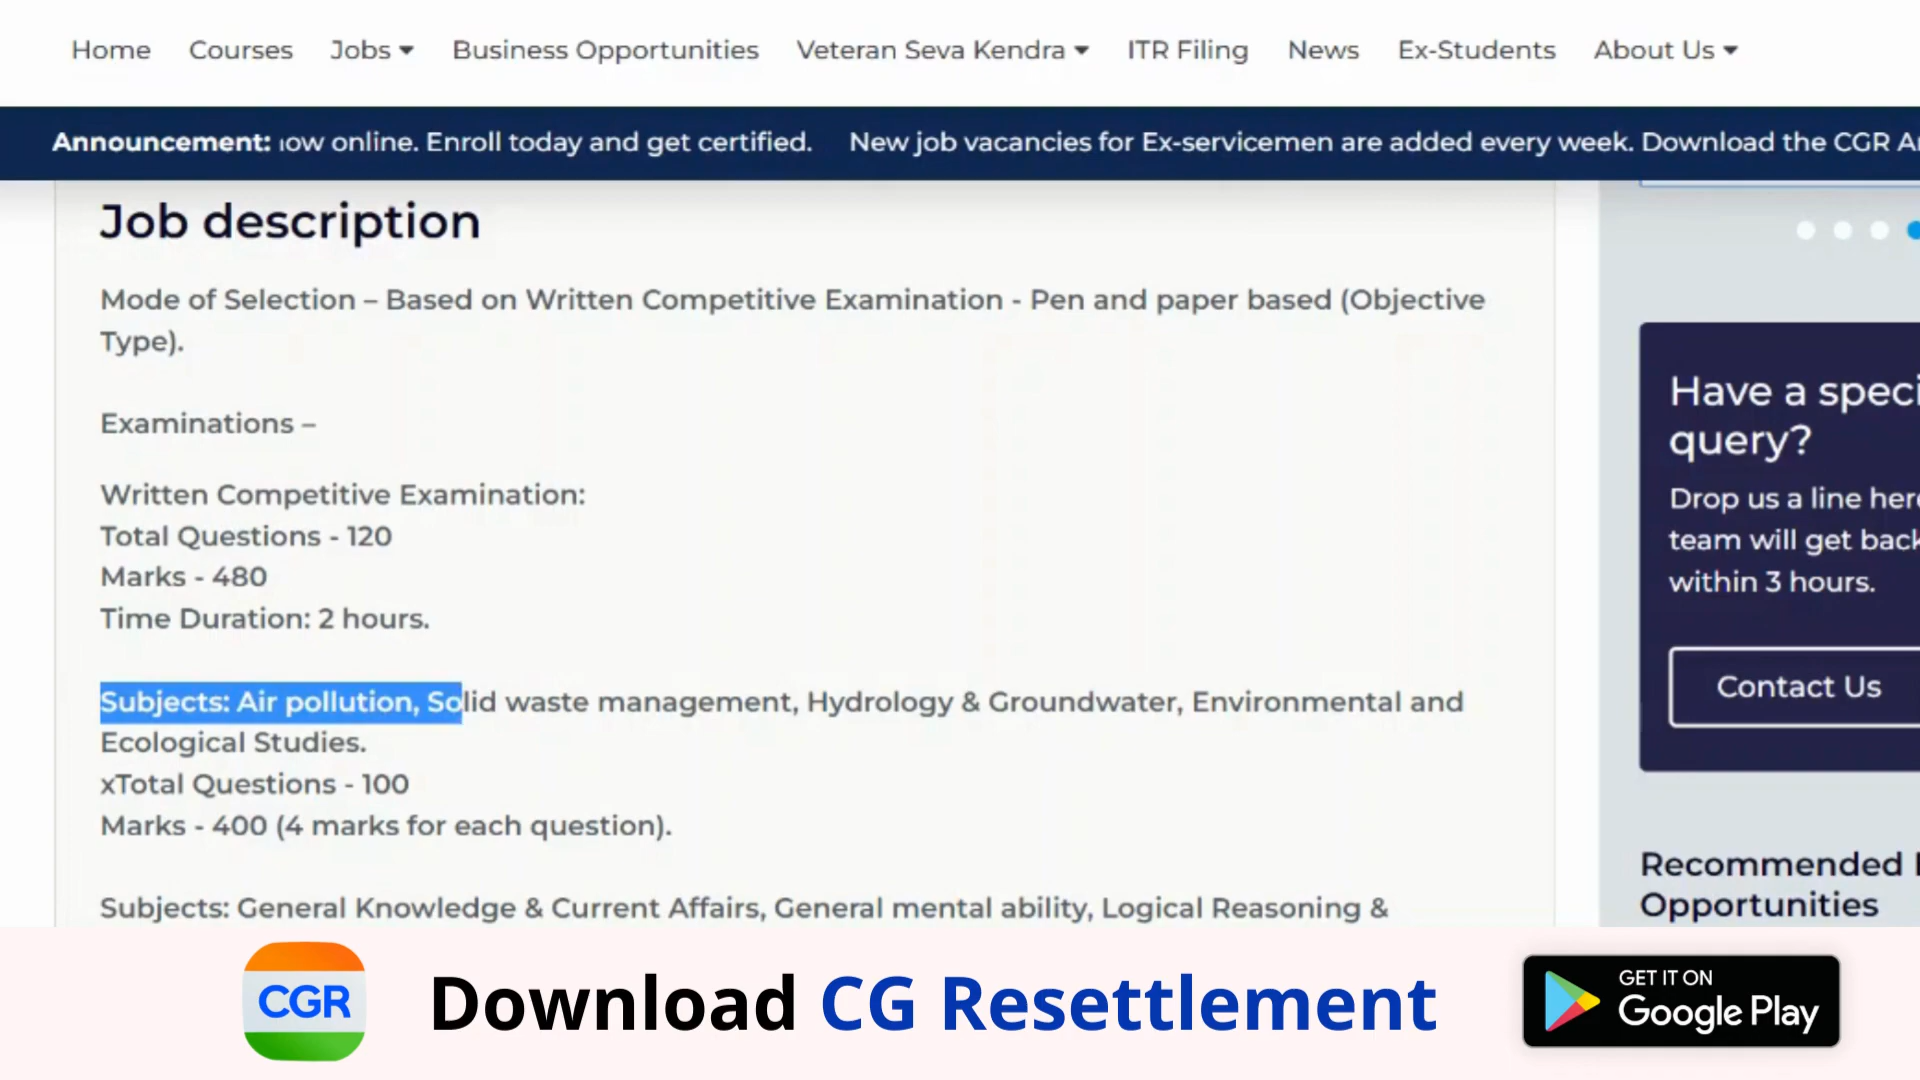 Home Courses Jobs Business Opportunities Veteran Seva Kendra ITR Filing News Ex-Students About Us
Announcement: now online. Enroll today and get certified. New job vacancies for Ex-servicemen are added every week. Download the CGR
Job description
Mode of Selection – Based on Written Competitive Examination - Pen and paper based (Objective
Type).
Examinations –
Written Competitive Examination:
Total Questions - 120
Marks - 480
Time Duration: 2 hours.
Subjects: Air pollution, Solid waste management, Hydrology & Groundwater, Environmental and
Ecological Studies.
xTotal Questions - 100
Marks - 400 (4 marks for each question).
Subjects: General Knowledge & Current Affairs, General mental ability, Logical Reasoning &
Have a speci
query?
Drop us a line here
team will get back
within 3 hours.
Contact Us
Recommended
Opportunities
CGR
Download CG Resettlement
GET IT ON
Google Play